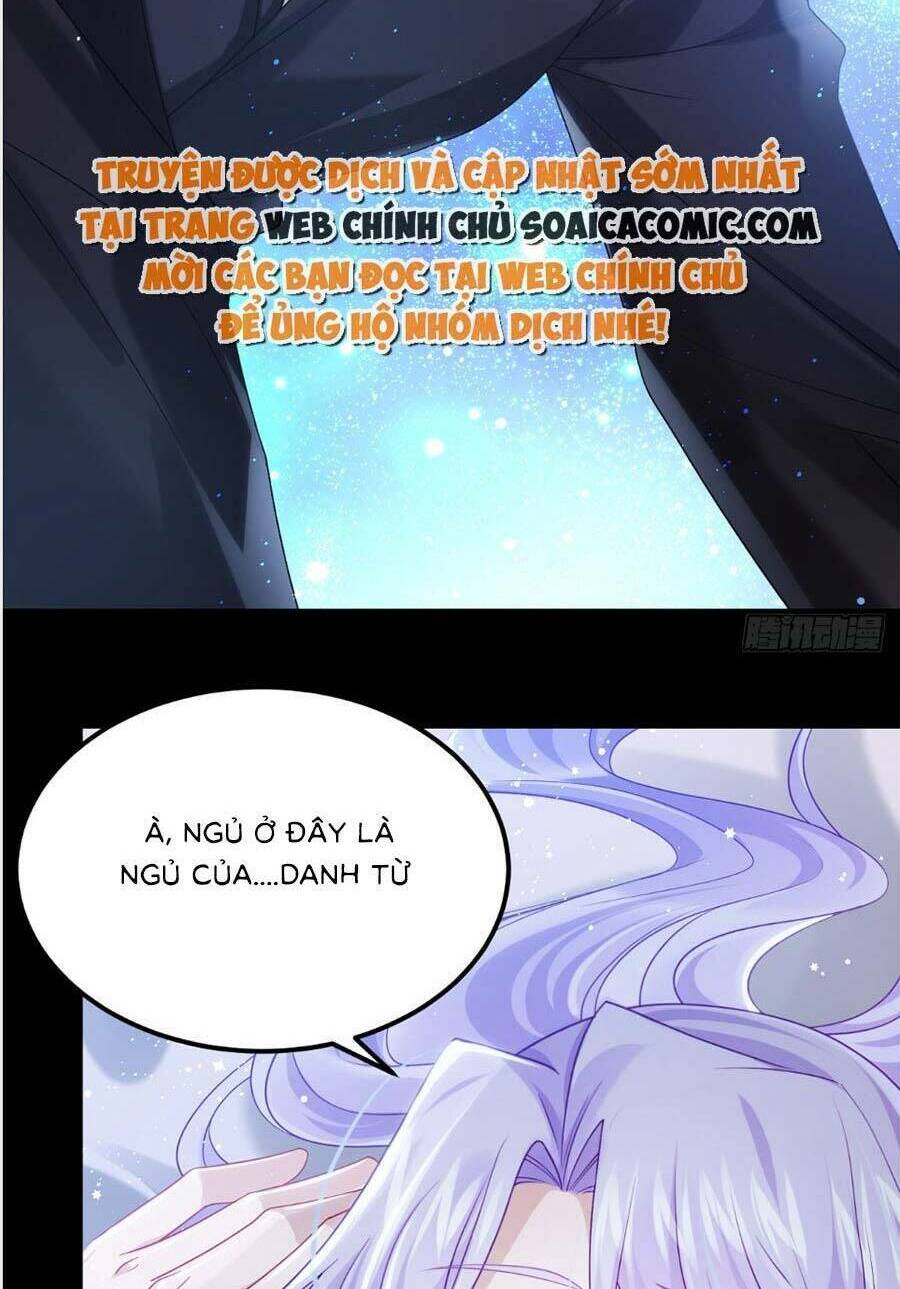 TRUYỆN ĐƯỢC DỊCH VÀ CẬP NHẬT SỚM NHẤT
TẠI TRANG WEB CHÍNH CHỦ SOAICACOMIC.COM
MỜI CÁC BẠN ĐỌC TẠI WEB CHÍNH CHỦ
ĐỂ ỦNG HỘ NHÓM DỊCH NHÉ!
腾讯动漫
À, NGỦ Ở ĐÂY LÀ
NGỦ CỦA....DANH TỪ